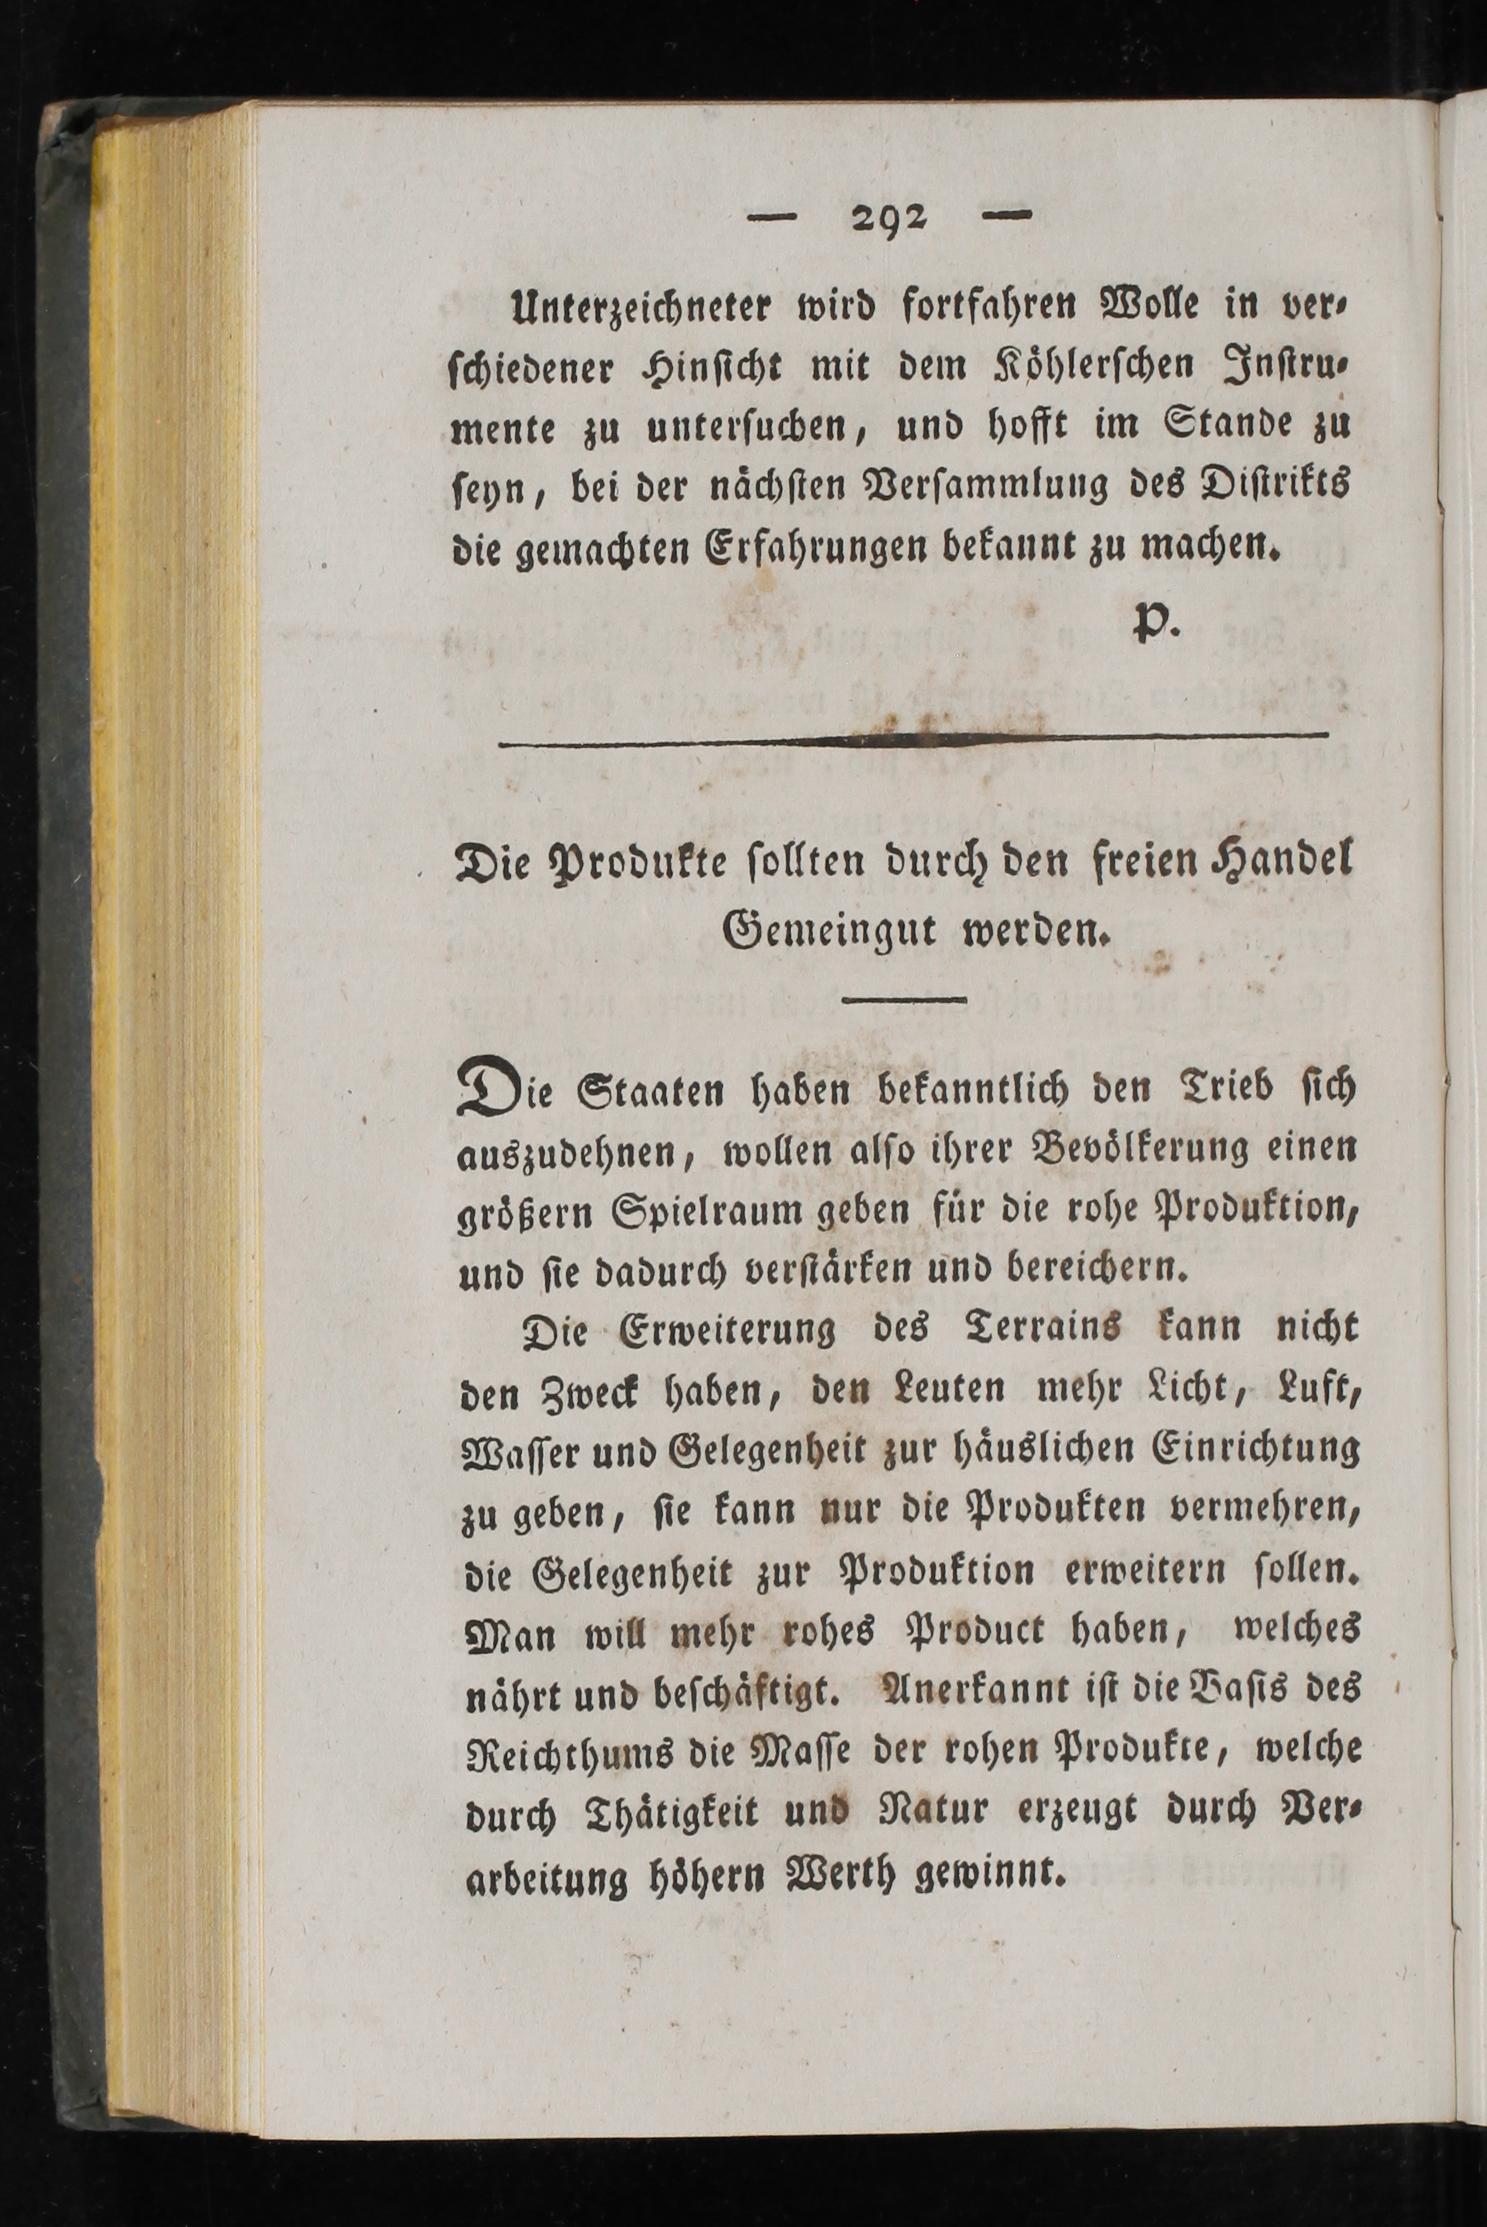 — 292 —
Unterzeichneter wird fortfahren Wolle in ver⸗
ſchiedener Hinſicht mit dem Köhlerſchen Inſtru⸗
mente zu unterſuchen, und hofft im Stande zu
ſeyn, bei der nächſten Verſammlung des Diſtrikts
die gemachten Erfahrungen bekannt zu machen.
P.
Die Produkte ſollten durch den freien Handel
Gemeingut werden.
Die Staaten haben bekanntlich den Trieb ſich
auszudehnen, wollen alſo ihrer Bevölkerung einen
größern Spielraum geben für die rohe Produktion,
und ſie dadurch verſtärken und bereichern.
Die Erweiterung des Terrains kann nicht
den Zweck haben, den Leuten mehr Licht, Luft,
Waſſer und Gelegenheit zur häuslichen Einrichtung
zu geben, ſie kann nur die Produkten vermehren,
die Gelegenheit zur Produktion erweitern ſollen.
Man will mehr rohes Product haben, welches
nährt und beſchäftigt. Anerkannt iſt die Baſis des
Reichthums die Maſſe der rohen Produkte, welche
durch Thätigkeit und Natur erzeugt durch Ver⸗
arbeitung höhern Werth gewinnt.